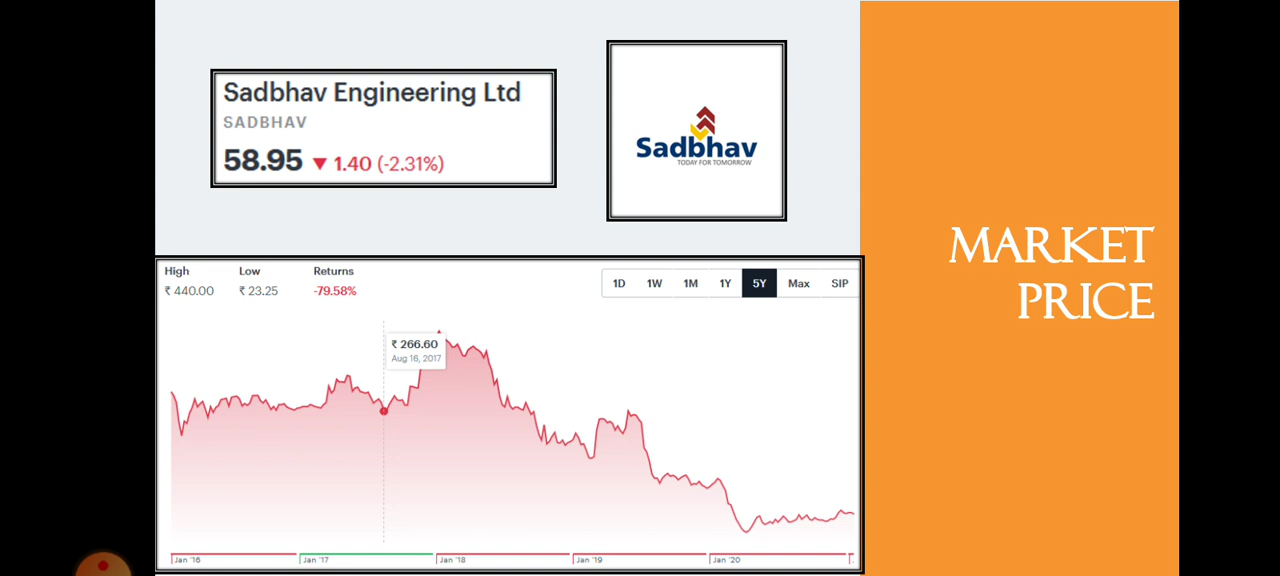 Sadbhav Engineering Ltd
SADBHAV
58.95 ▼ 1.40 (-2.31%)
Sadbhav
TODAY FOR TOMORROW
MARKET
PRICE
High Low Returns
₹ 440.00 ₹ 23.25 -79.58%
1D 1W 1M 1Y 5Y Max SIP
₹ 266.60
Aug 16, 2017
Jan '16 Jan '17 Jan '18 Jan '19 Jan '20